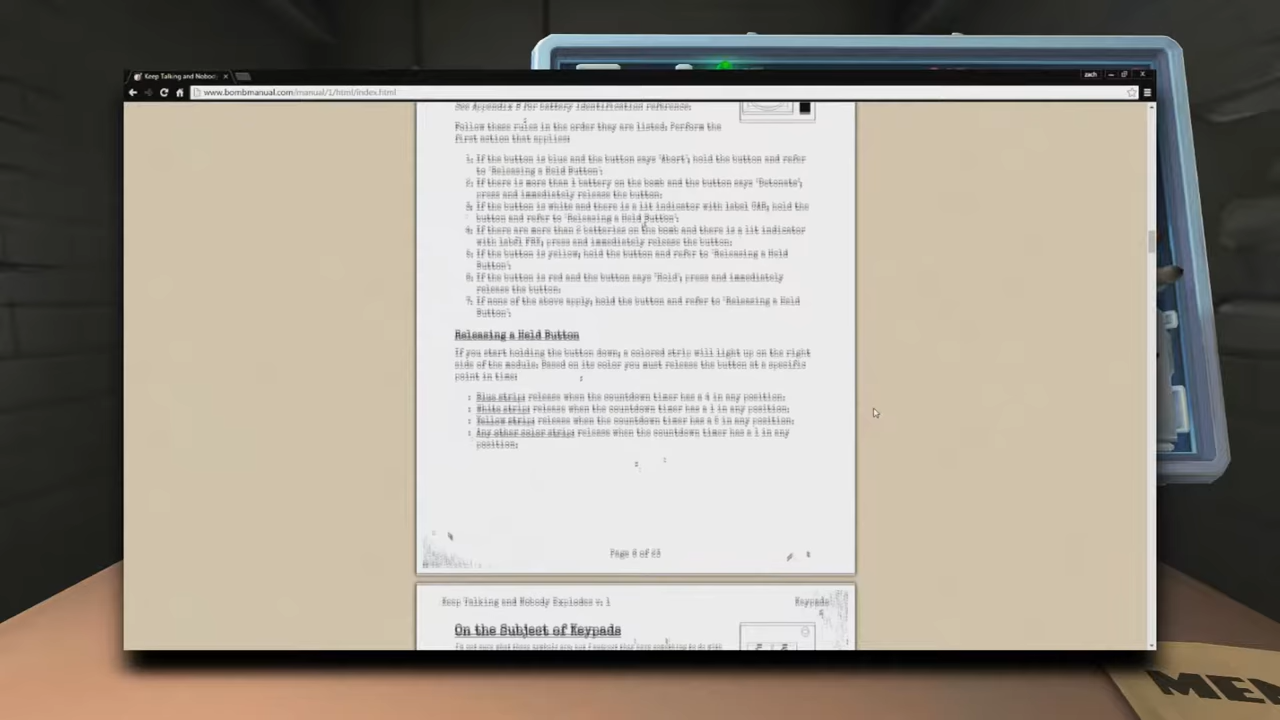 Keep Talking and Nobody
zach
www.bombmanual.com/manual/1/html/index.html
See Appendix for battery identification reference.
Follow these rules in the order they are listed. Perform the
first action that applies:
1. If the button is blue and the button says "Abort", hold the button and refer
to "Releasing a Held Button".
2. If there is more than 1 battery on the bomb and the button says "Detonate",
press and immediately release the button.
3. If the button is white and there is a lit indicator with label CAR, hold the
button and refer to "Releasing a Held Button".
4. If there are more than 2 batteries on the bomb and there is a lit indicator
with label FRK, press and immediately release the button.
5. If the button is yellow, hold the button and refer to "Releasing a Held
Button".
6. If the button is red and the button says "Hold", press and immediately
release the button.
7. If none of the above apply, hold the button and refer to "Releasing a Held
Button".
Releasing a Held Button
If you start holding the button down, a colored strip will light up on the right
side of the module. Based on its color you must release the button at a specific
point in time:
Blue strip: release when the countdown timer has a 4 in any position.
White strip: release when the countdown timer has a 1 in any position.
Yellow strip: release when the countdown timer has a 5 in any position.
Any other color strip: release when the countdown timer has a 1 in any
position.
Page 6 of 23
Keep Talking and Nobody Explodes v. 1
Keypads
On the Subject of Keypads